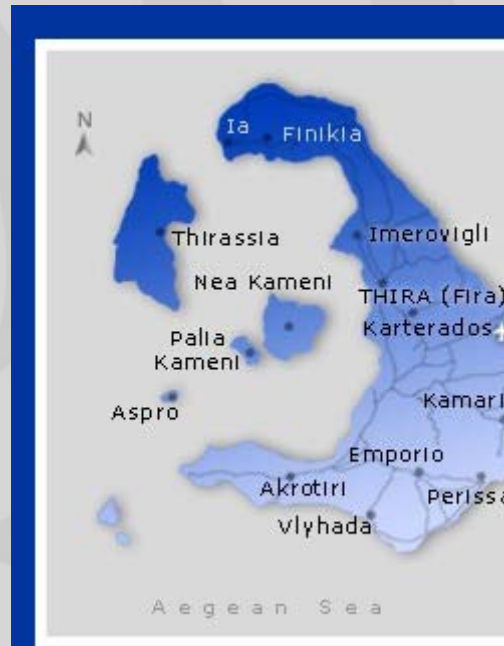 N
Ia
Finikia
Thirassia
Imerovigli
Nea Kameni
THIRA (Fira)
Karterados
Palia
Kameni
Aspro
Kamari
Emporio
Akrotiri
Perissa
Vlyhada
Aegean Sea